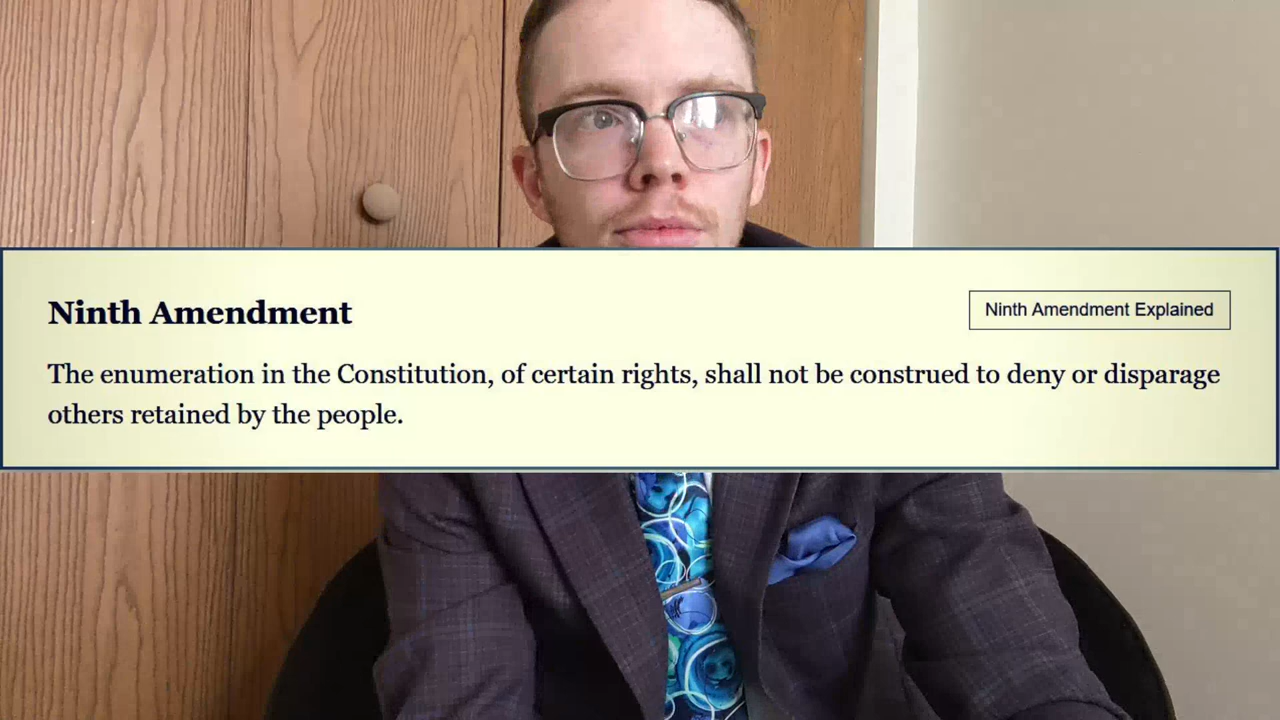 Ninth Amendment
Ninth Amendment Explained
The enumeration in the Constitution, of certain rights, shall not be construed to deny or disparage
others retained by the people.